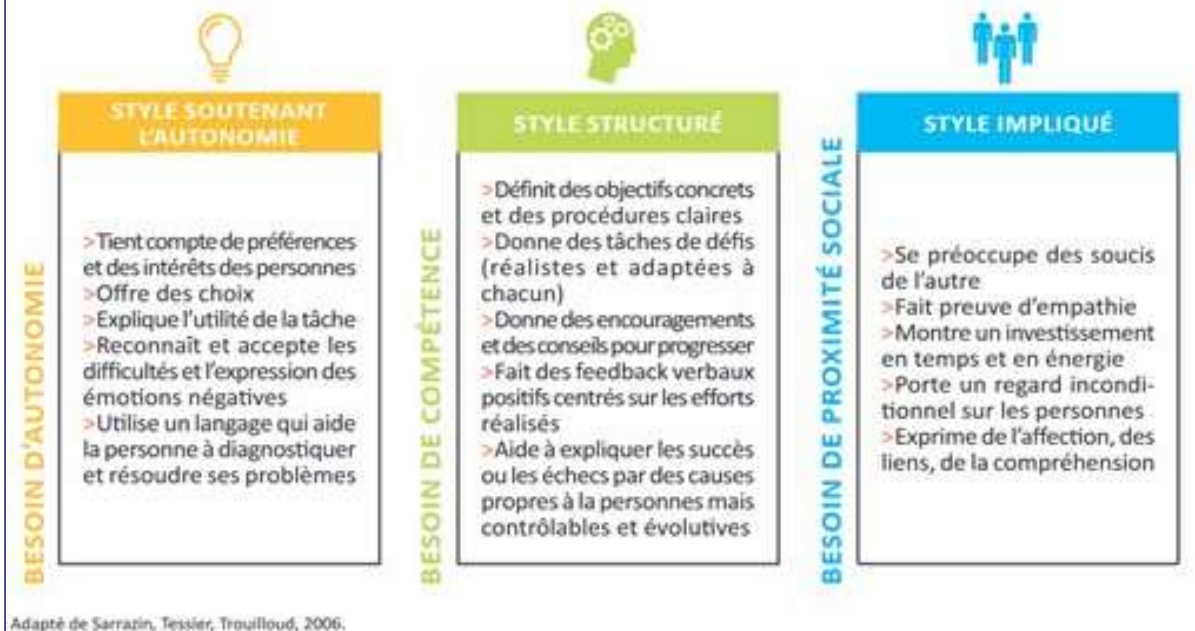 STYLE SOUTENANT
L'AUTONOMIE
BESOIN D'AUTONOMIE
>Tient compte de préférences
et des intérêts des personnes
>Offre des choix
>Explique l'utilité de la tâche
>Reconnaît et accepte les
difficultés et l'expression des
émotions négatives
>Utilise un langage qui aide
la personne à diagnostiquer
et résoudre ses problèmes
STYLE STRUCTURÉ
BESOIN DE COMPÉTENCE
>Définit des objectifs concrets
et des procédures claires
>Donne des tâches de défis
(réalistes et adaptées à
chacun)
>Donne des encouragements
et des conseils pour progresser
>Fait des feedback verbaux
positifs centrés sur les efforts
réalisés
>Aide à expliquer les succès
ou les échecs par des causes
propres à la personnes mais
contrôlables et évolutives
STYLE IMPLIQUÉ
BESOIN DE PROXIMITÉ SOCIALE
>Se préoccupe des soucis
de l'autre
>Fait preuve d'empathie
>Montre un investissement
en temps et en énergie
>Porte un regard incondi-
tionnel sur les personnes
>Exprime de l'affection, des
liens, de la compréhension
Adapté de Sarrazin, Tessier, Trouilloud, 2006.